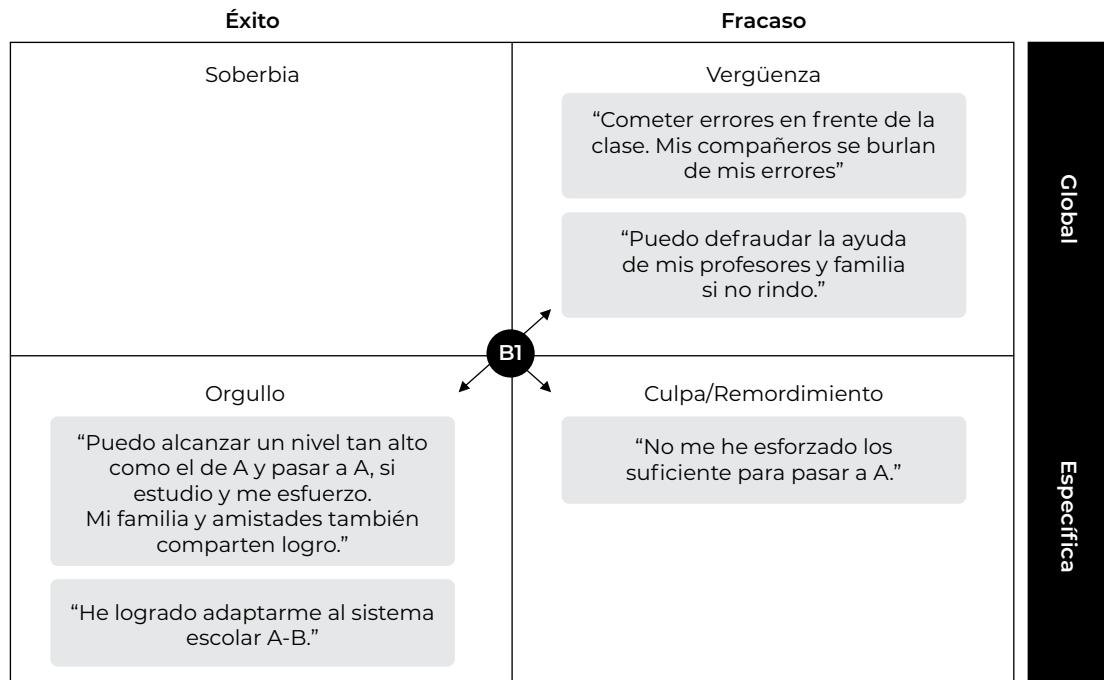 Éxito
Fracaso
Soberbia
Vergüenza
“Cometer errores en frente de la
clase. Mis compañeros se burlan
de mis errores”
“Puedo defraudar la ayuda
de mis profesores y familia
si no rindo.”
Global
B1
Orgullo
“Puedo alcanzar un nivel tan alto
como el de A y pasar a A, si
estudio y me esfuerzo.
Mi familia y amistades también
comparten logro.”
“He logrado adaptarme al sistema
escolar A-B.”
Culpa/Remordimiento
“No me he esforzado los
suficiente para pasar a A.”
Específica